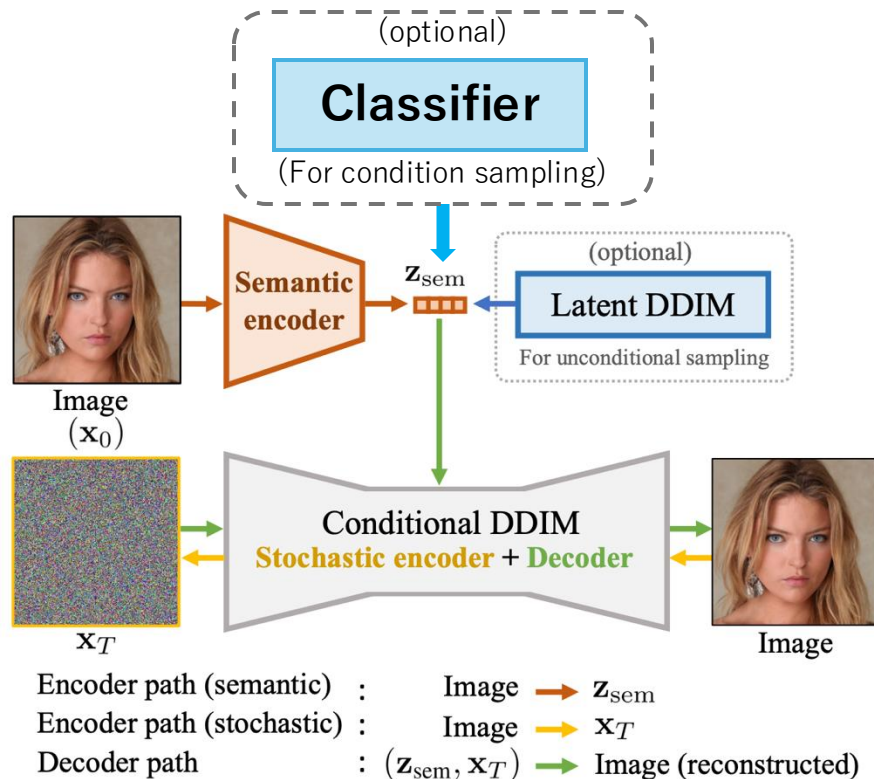 (optional)
Classifier
(For condition sampling)
z_sem
(optional)
Semantic
encoder
Latent DDIM
For unconditional sampling
Image
(x_0)
Conditional DDIM
Stochastic encoder + Decoder
x_T
Image
Encoder path (semantic) : Image → z_sem
Encoder path (stochastic) : Image → x_T
Decoder path : (z_sem, x_T) → Image (reconstructed)